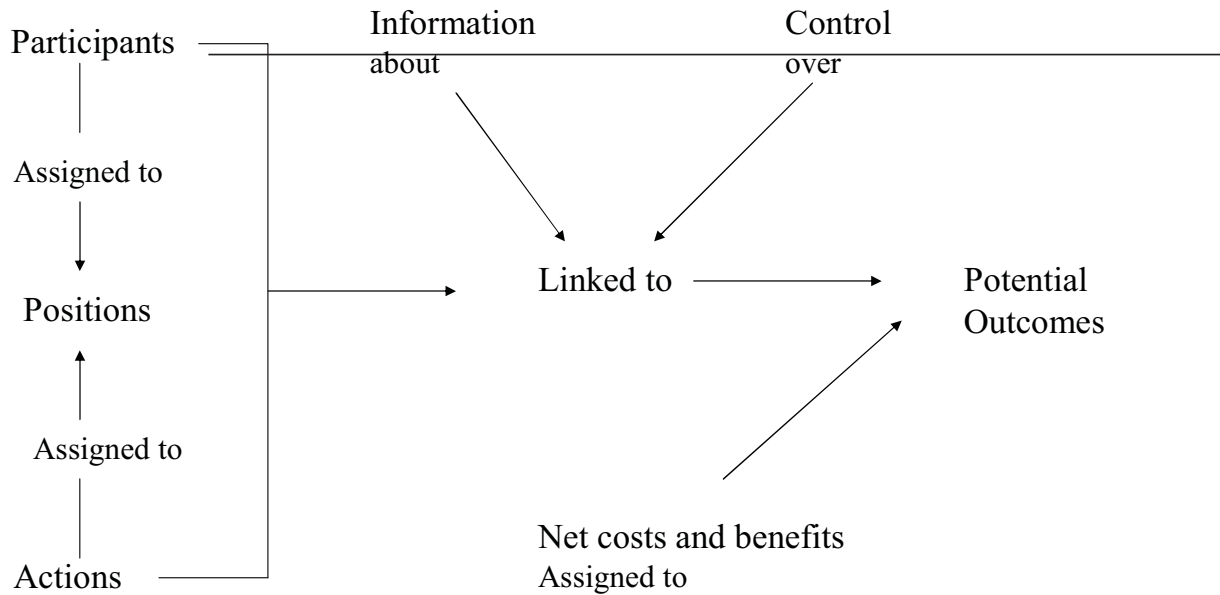 Participants
Information
about
Control
over
Assigned to
Positions
Linked to
Potential
Outcomes
Assigned to
Actions
Net costs and benefits
Assigned to